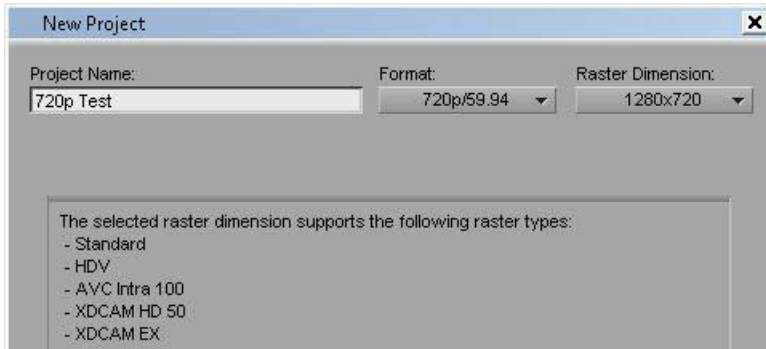 New Project
Project Name: Format: Raster Dimension:
720p Test 720p/59.94 1280x720
The selected raster dimension supports the following raster types:
- Standard
- HDV
- AVC Intra 100
- XDCAM HD 50
- XDCAM EX